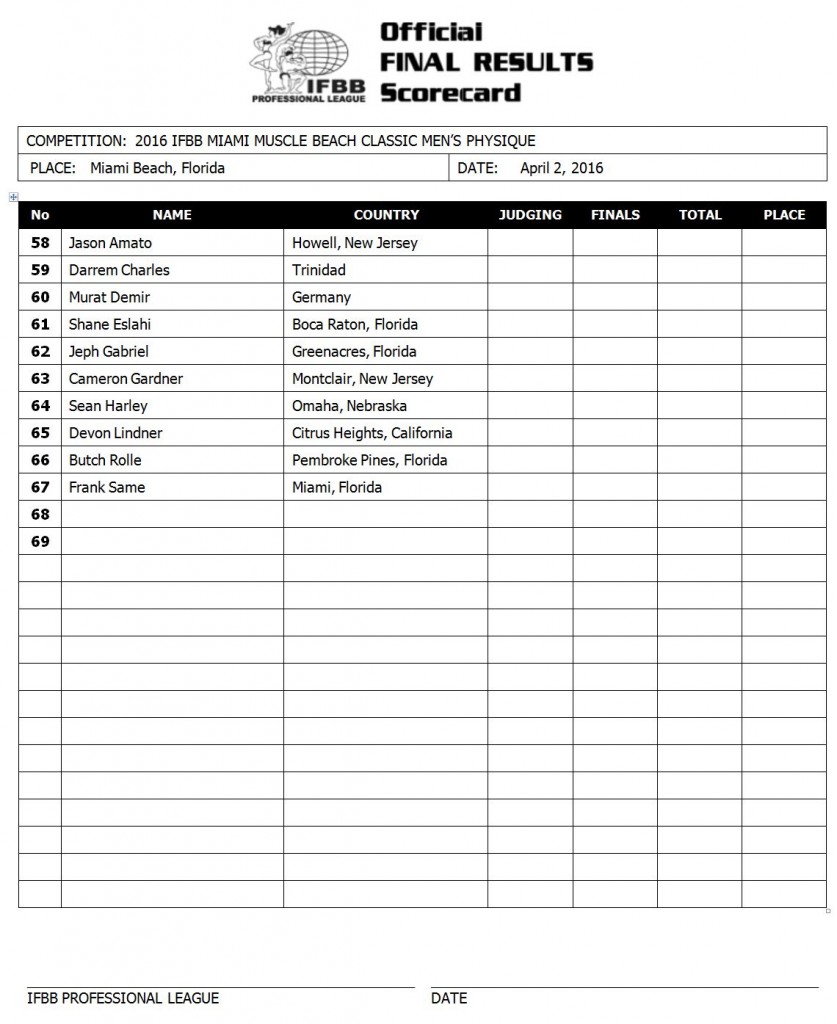 Official
FINAL RESULTS
Scorecard
IFBB
PROFESSIONAL LEAGUE
COMPETITION: 2016 IFBB MIAMI MUSCLE BEACH CLASSIC MEN’S PHYSIQUE
PLACE: Miami Beach, Florida DATE: April 2, 2016
No NAME COUNTRY JUDGING FINALS TOTAL PLACE
58 Jason Amato Howell, New Jersey
59 Darrem Charles Trinidad
60 Murat Demir Germany
61 Shane Eslahi Boca Raton, Florida
62 Jeph Gabriel Greenacres, Florida
63 Cameron Gardner Montclair, New Jersey
64 Sean Harley Omaha, Nebraska
65 Devon Lindner Citrus Heights, California
66 Butch Rolle Pembroke Pines, Florida
67 Frank Same Miami, Florida
68
69
IFBB PROFESSIONAL LEAGUE DATE